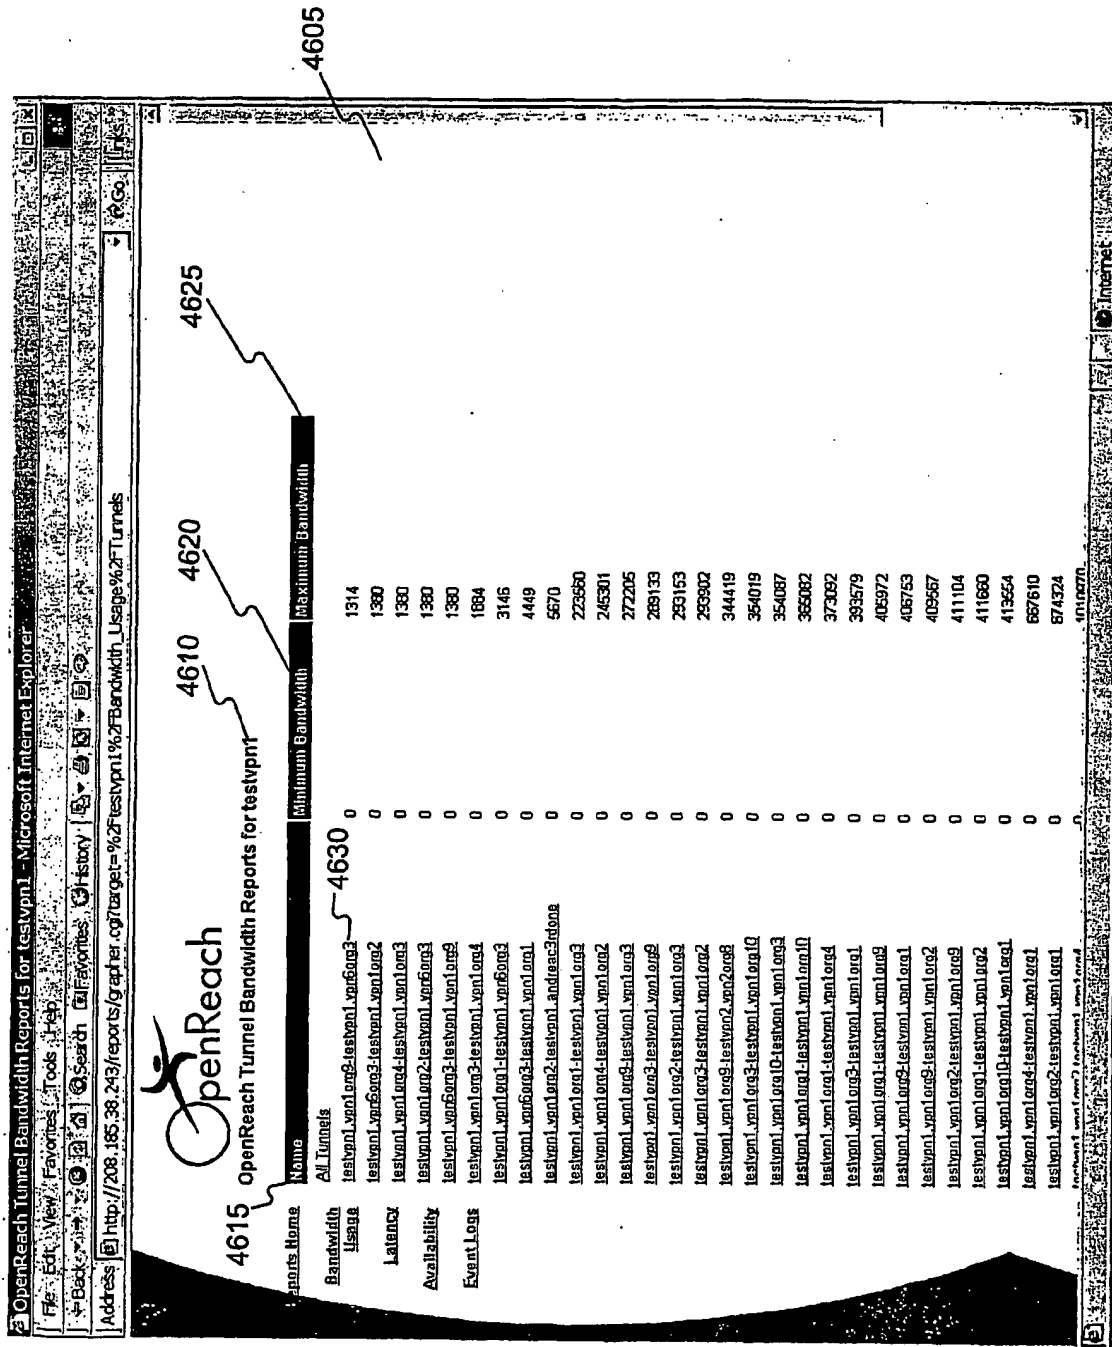 OpenReach Tunnel Bandwidth Reports for testvpn1 - Microsoft Internet Explorer
File Edit View Favorites Tools Help
Back Search Favorites History
Address http://208.185.38.243/reports/grapher.cgi?target=%2Ftestvpn1%2FBandwidth_Usage%2FTunnels Go Links
OpenReach
OpenReach Tunnel Bandwidth Reports for testvpn1
4605
4610
4615
4620
4625
4630
Reports Home
Bandwidth Usage
Latency
Availability
Event Logs
Name Minimum Bandwidth Maximum Bandwidth
All Tunnels
testvpn1.vpn1org9-testvpn1.vpn6org3 0 1314
testvpn1.vpn6org3-testvpn1.vpn1org2 0 1380
testvpn1.vpn1org4-testvpn1.vpn1org3 0 1380
testvpn1.vpn1org2-testvpn1.vpn6org3 0 1380
testvpn1.vpn6org3-testvpn1.vpn1org9 0 1380
testvpn1.vpn1org3-testvpn1.vpn1org4 0 1884
testvpn1.vpn1org1-testvpn1.vpn6org3 0 3146
testvpn1.vpn6org3-testvpn1.vpn1org1 0 4449
testvpn1.vpn1org2-testvpn1.andreach3rdone 0 5670
testvpn1.vpn1org1-testvpn1.vpn1org3 0 223560
testvpn1.vpn1org4-testvpn1.vpn1org2 0 245301
testvpn1.vpn1org9-testvpn1.vpn1org3 0 272205
testvpn1.vpn1org3-testvpn1.vpn1org9 0 289133
testvpn1.vpn1org2-testvpn1.vpn1org3 0 293153
testvpn1.vpn1org3-testvpn1.vpn1org2 0 293902
testvpn1.vpn1org9-testvpn2.vpn2org8 0 344419
testvpn1.vpn1org3-testvpn1.vpn1org10 0 354019
testvpn1.vpn1org10-testvpn1.vpn1org3 0 354087
testvpn1.vpn1org1-testvpn1.vpn1org10 0 365082
testvpn1.vpn1org1-testvpn1.vpn1org4 0 373092
testvpn1.vpn1org3-testvpn1.vpn1org1 0 393579
testvpn1.vpn1org1-testvpn1.vpn1org9 0 405972
testvpn1.vpn1org9-testvpn1.vpn1org1 0 406753
testvpn1.vpn1org9-testvpn1.vpn1org2 0 409567
testvpn1.vpn1org2-testvpn1.vpn1org9 0 411104
testvpn1.vpn1org1-testvpn1.vpn1org2 0 411660
testvpn1.vpn1org10-testvpn1.vpn1org1 0 413554
testvpn1.vpn1org4-testvpn1.vpn1org1 0 667610
testvpn1.vpn1org2-testvpn1.vpn1org1 0 874324
Internet